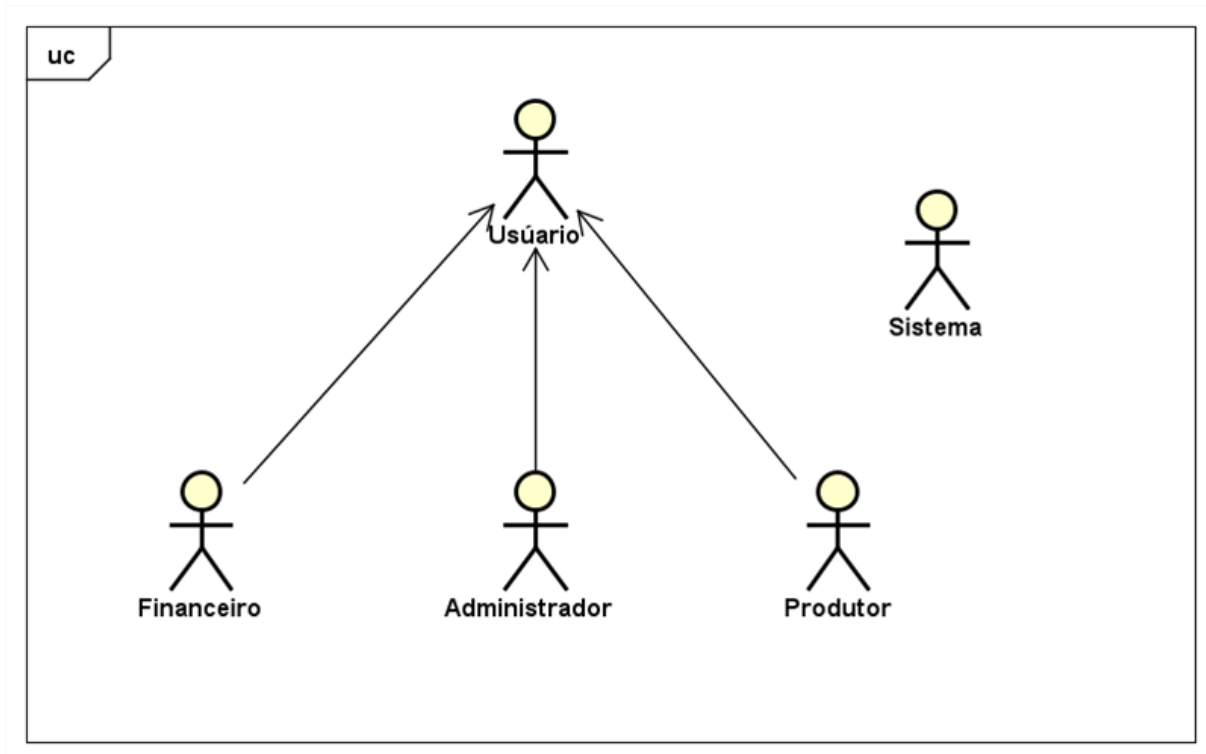 uc
Usúario
Sistema
Financeiro
Administrador
Produtor